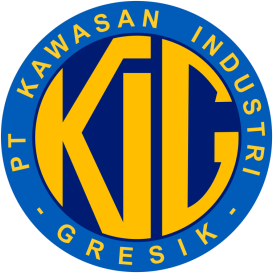 PT KAWASAN INDUSTRI
KiG
- GRESIK -